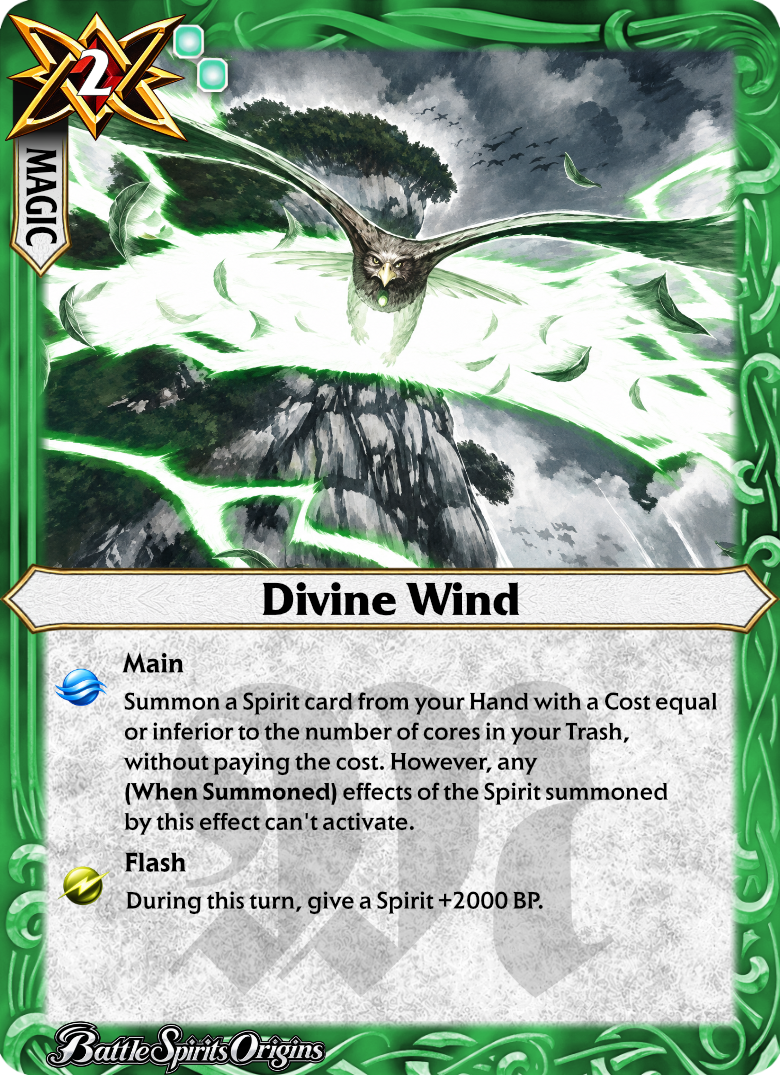 2
MAGIC
Divine Wind
Main
Summon a Spirit card from your Hand with a Cost equal
or inferior to the number of cores in your Trash,
without paying the cost. However, any
(When Summoned) effects of the Spirit summoned
by this effect can't activate.
Flash
During this turn, give a Spirit +2000 BP.
Battle Spirits Origins